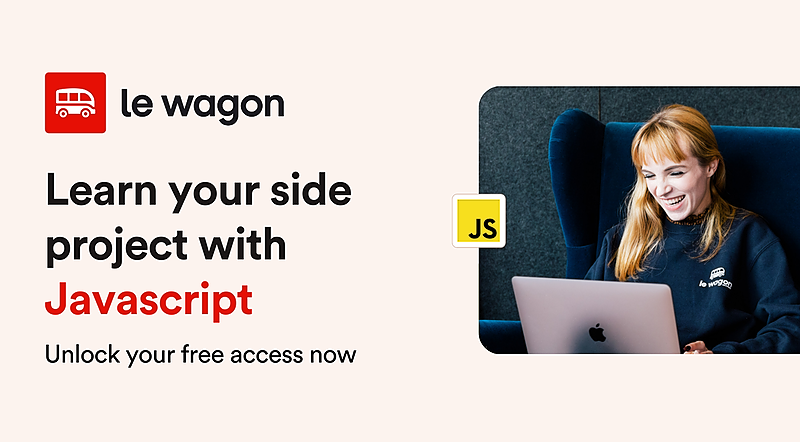 le wagon
Learn your side
project with
Javascript
Unlock your free access now
JS
le wagon